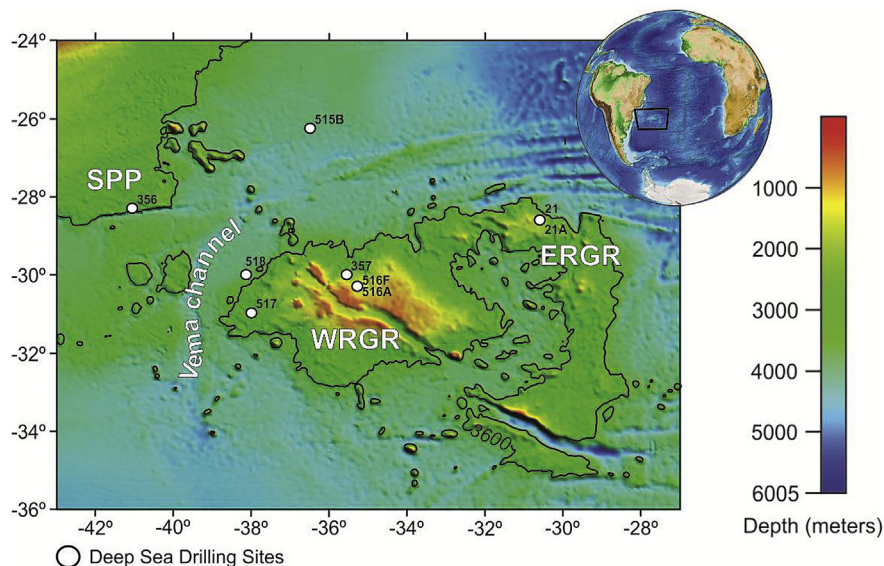 -24º
-26º
-28º
-30º
-32º
-34º
-36º
515B
SPP
356
21
21A
ERGR
Vema channel
518
357
516F
516A
517
WRGR
3600
-42º
-40º
-38º
-36º
-34º
-32º
-30º
-28º
1000
2000
3000
4000
5000
6005
Depth (meters)
Deep Sea Drilling Sites